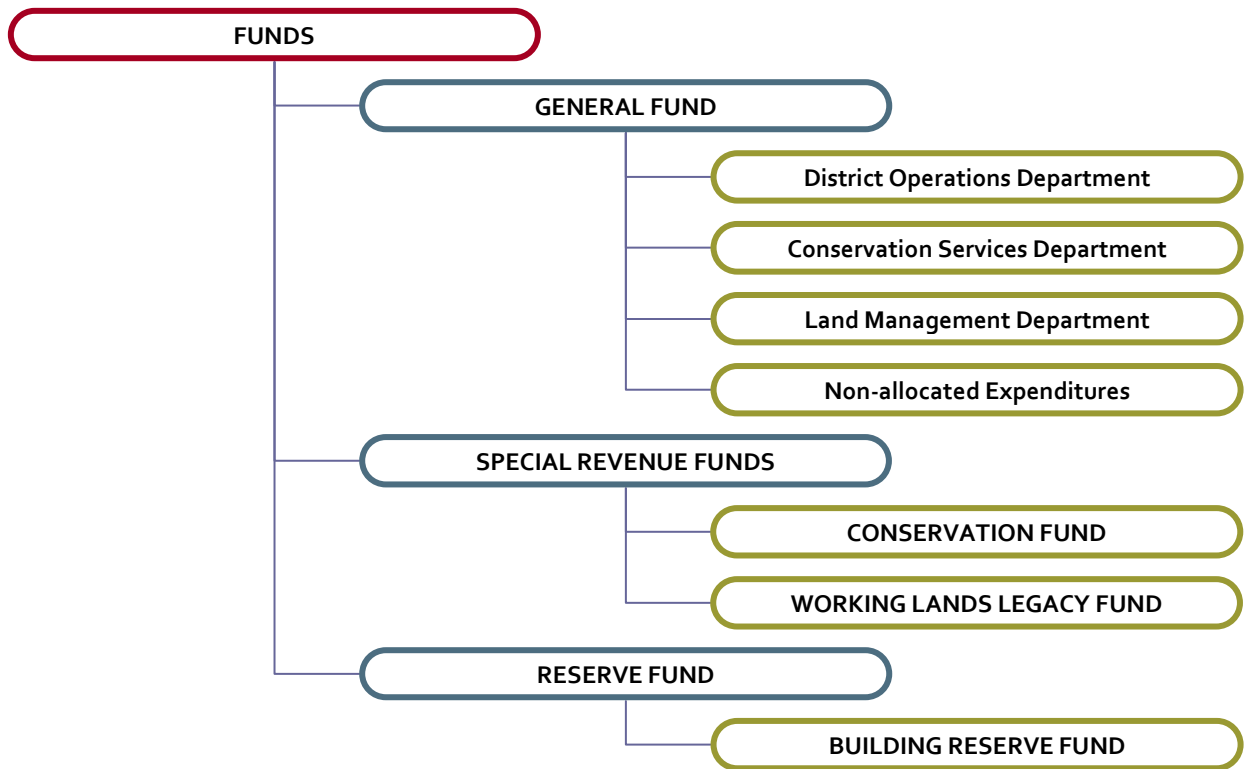 FUNDS
GENERAL FUND
District Operations Department
Conservation Services Department
Land Management Department
Non-allocated Expenditures
SPECIAL REVENUE FUNDS
CONSERVATION FUND
WORKING LANDS LEGACY FUND
RESERVE FUND
BUILDING RESERVE FUND